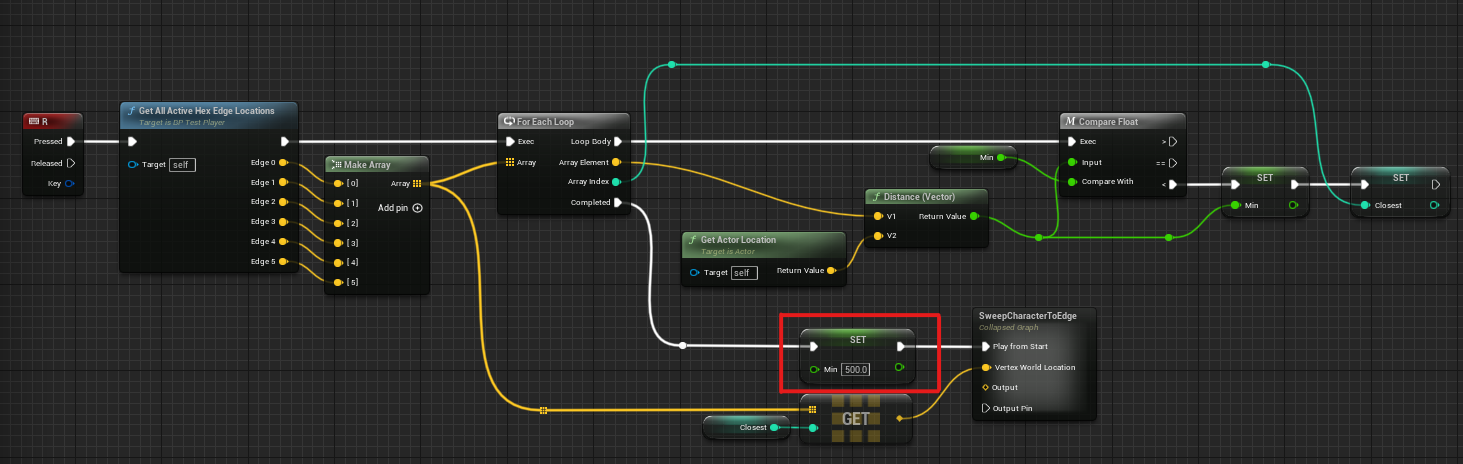 R
Pressed
Released
Key
f Get All Active Hex Edge Locations
Target is BP Test Player
Target self
Edge 0
Edge 1
Edge 2
Edge 3
Edge 4
Edge 5
Make Array
[0] Array
[1]
Add pin
[2]
[3]
[4]
[5]
For Each Loop
Exec Loop Body
Array Array Element
Array Index
Completed
f Get Actor Location
Target is Actor
Target self Return Value
f Distance (Vector)
V1 Return Value
V2
Min
M Compare Float
Exec >
Input ==
Compare With <
SET
Min
SET
Closest
SET
Min 500.0
Closest
GET
SweepCharacterToEdge
Collapsed Graph
Play from Start
Vertex World Location
Output
Output Pin